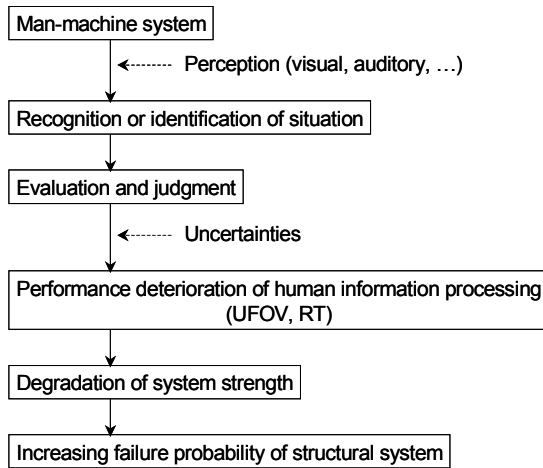 Man-machine system
Perception (visual, auditory, …)
Recognition or identification of situation
Evaluation and judgment
Uncertainties
Performance deterioration of human information processing
(UFOV, RT)
Degradation of system strength
Increasing failure probability of structural system